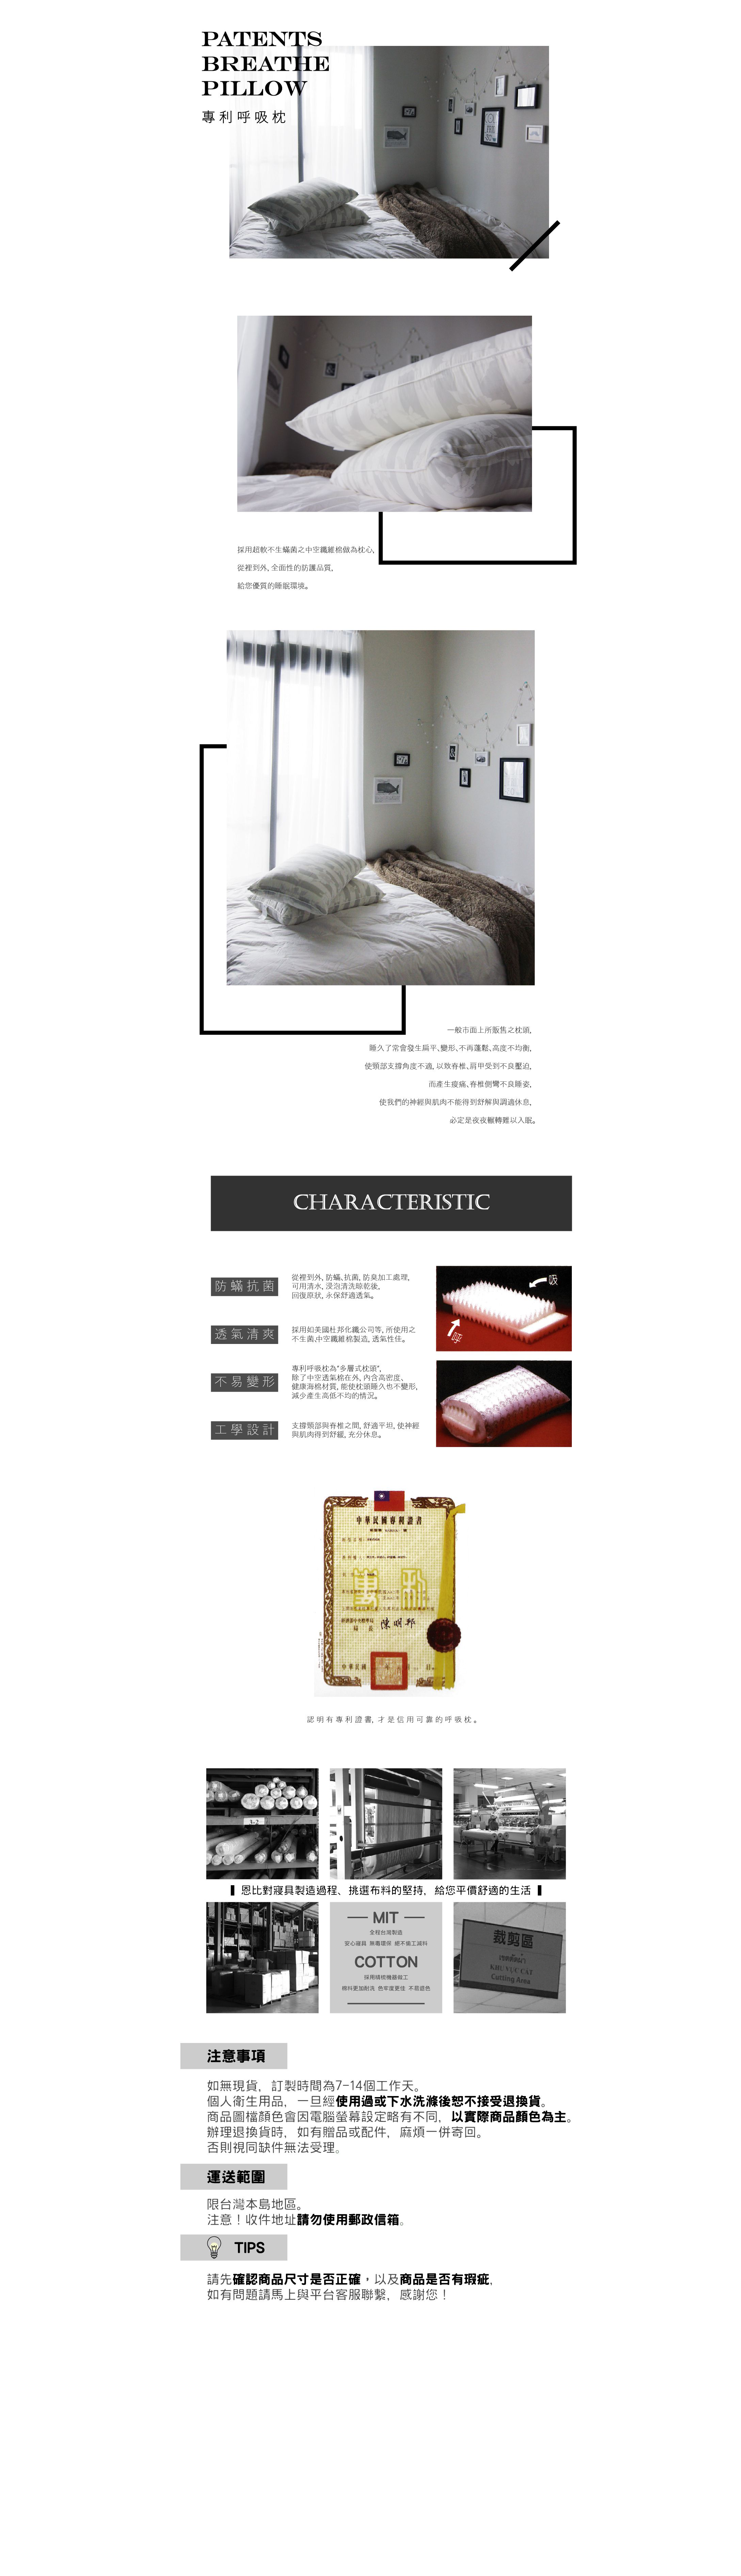 PATENTS
BREATHE
PILLOW
專利呼吸枕
採用超軟不生蟎菌之中空纖維棉做為枕心,
從裡到外, 全面性的防護品質,
給您優質的睡眠環境。
一般市面上所販售之枕頭,
睡久了常會發生扁平、變形、不再蓬鬆、高度不均衡,
使頸部支撐角度不適, 以致脊椎、肩甲受到不良壓迫,
而產生痠痛、脊椎側彎不良睡姿,
使我們的神經與肌肉不能得到舒解與調適休息,
必定是夜夜輾轉難以入眠。
CHARACTERISTIC
防蟎抗菌
從裡到外, 防蟎、抗菌, 防臭加工處理,
可用清水, 浸泡清洗晾乾後,
回復原狀, 永保舒適透氣。
透氣清爽
採用如美國杜邦化纖公司等, 所使用之
不生菌,中空纖維棉製造, 透氣性佳。
不易變形
專利呼吸枕為"多層式枕頭",
除了中空透氣棉在外, 內含高密度、
健康海棉材質, 能使枕頭睡久也不變形,
減少產生高低不均的情況。
工學設計
支撐頸部與脊椎之間, 舒適平坦, 使神經
與肌肉得到舒緩, 充分休息。
吸
呼
中華民國專利證書
局長 陳明邦
認明有專利證書, 才是信用可靠的呼吸枕。
恩比對寢具製造過程、挑選布料的堅持，給您平價舒適的生活
MIT
全程台灣製造
安心寢具 無毒環保 絕不偷工減料
COTTON
採用精梳機器做工
棉料更加耐洗 色牢度更佳 不易退色
裁剪區
เขตตัดผ้า
KHU VỰC CẮT
Cutting Area
注意事項
如無現貨，訂製時間為7-14個工作天。
個人衛生用品，一旦經使用過或下水洗滌後恕不接受退換貨。
商品圖檔顏色會因電腦螢幕設定略有不同，以實際商品顏色為主。
辦理退換貨時，如有贈品或配件，麻煩一併寄回。
否則視同缺件無法受理。
運送範圍
限台灣本島地區。
注意！收件地址請勿使用郵政信箱。
TIPS
請先確認商品尺寸是否正確，以及商品是否有瑕疵，
如有問題請馬上與平台客服聯繫，感謝您！